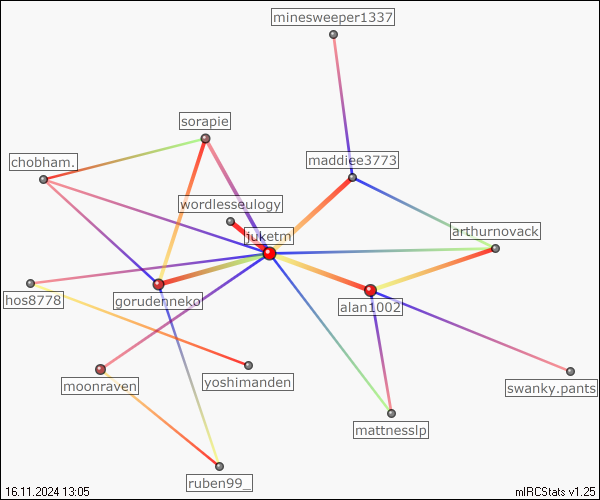 minesweeper1337
sorapie
chobham.
maddiee3773
wordlesseulogy
juketm
arthurnovack
hos8778
gorudenneko
alan1002
moonraven
yoshimanden
swanky.pants
mattnesslp
ruben99_
16.11.2024 13:05
mIRCStats v1.25